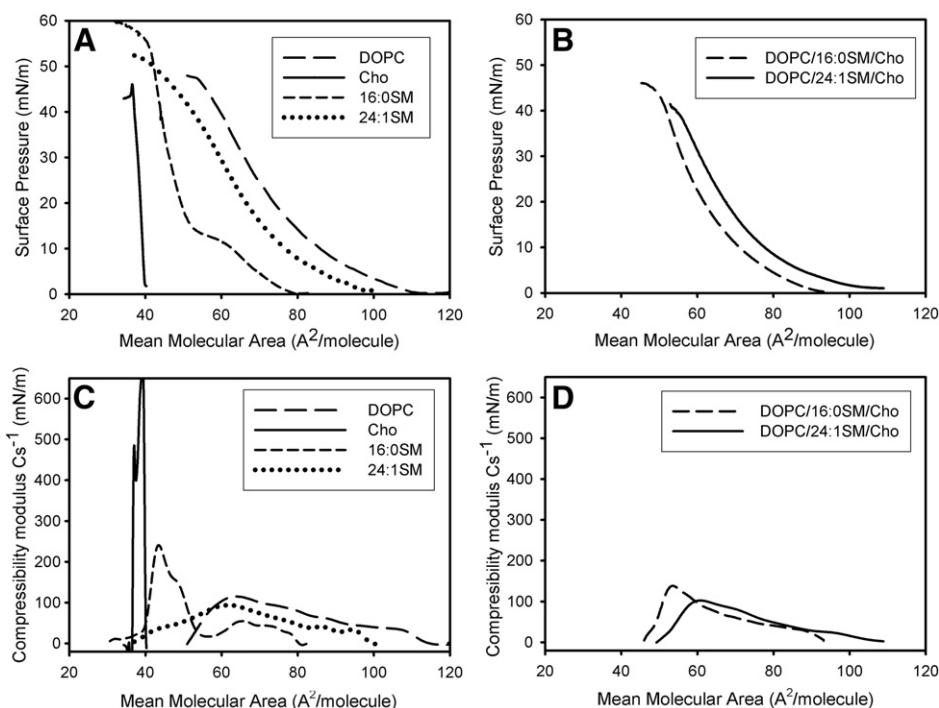 A
60
50
40
30
20
10
0
Surface Pressure (mN/m)
DOPC
Cho
16:0SM
24:1SM
20 40 60 80 100 120
Mean Molecular Area (A²/molecule)
B
60
50
40
30
20
10
0
Surface Pressure (mN/m)
DOPC/16:0SM/Cho
DOPC/24:1SM/Cho
20 40 60 80 100 120
Mean Molecular Area (A²/molecule)
C
600
500
400
300
200
100
0
Compressibility modulus Cs⁻¹ (mN/m)
DOPC
Cho
16:0SM
24:1SM
20 40 60 80 100 120
Mean Molecular Area (A²/molecule)
D
600
500
400
300
200
100
0
Compressibility modulis Cs⁻¹ (mN/m)
DOPC/16:0SM/Cho
DOPC/24:1SM/Cho
20 40 60 80 100 120
Mean Molecular Area (A²/molecule)